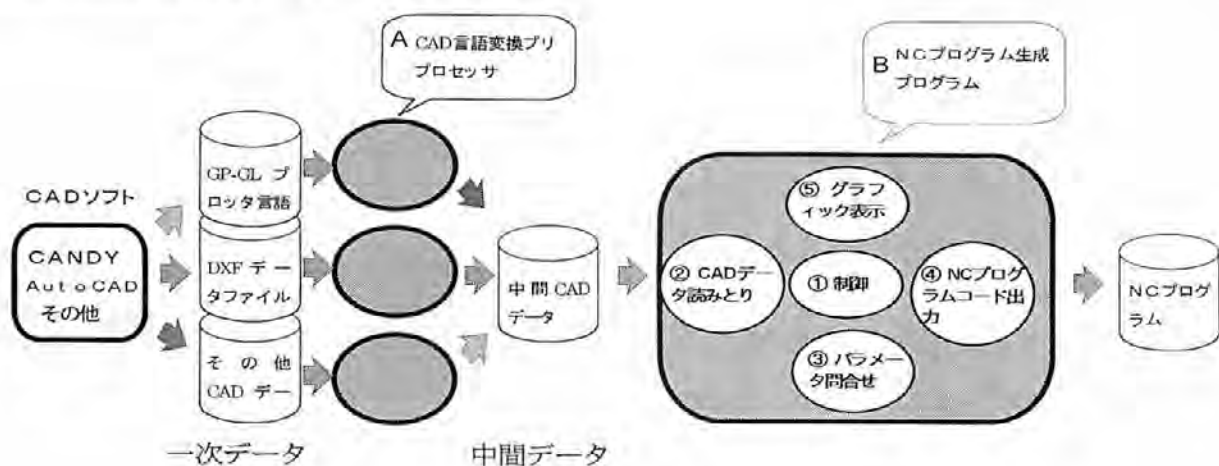 A CAD言語変換プリ
プロセッサ
B NCプログラム生成
プログラム
CADソフト
CANDY
AutoCAD
その他
GP-GL プ
ロッタ言語
DXF デー
タファイル
その他
CAD デー
中間 CAD
データ
⑤ グラフ
ィック表示
② CADデー
タ読みとり
① 制御
④ NCプログ
ラムコード出
力
③ パラメー
タ問合せ
NCプログ
ラム
一次データ
中間データ